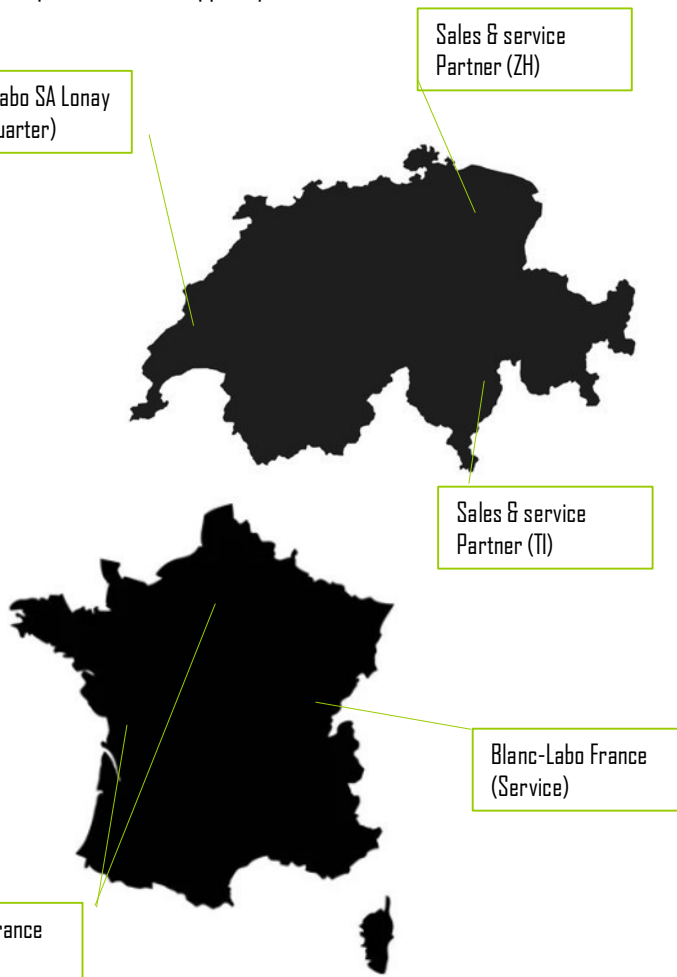 Sales & service
Partner (ZH)
abo SA Lonay
uarter)
Sales & service
Partner (TI)
Blanc-Labo France
(Service)
rance